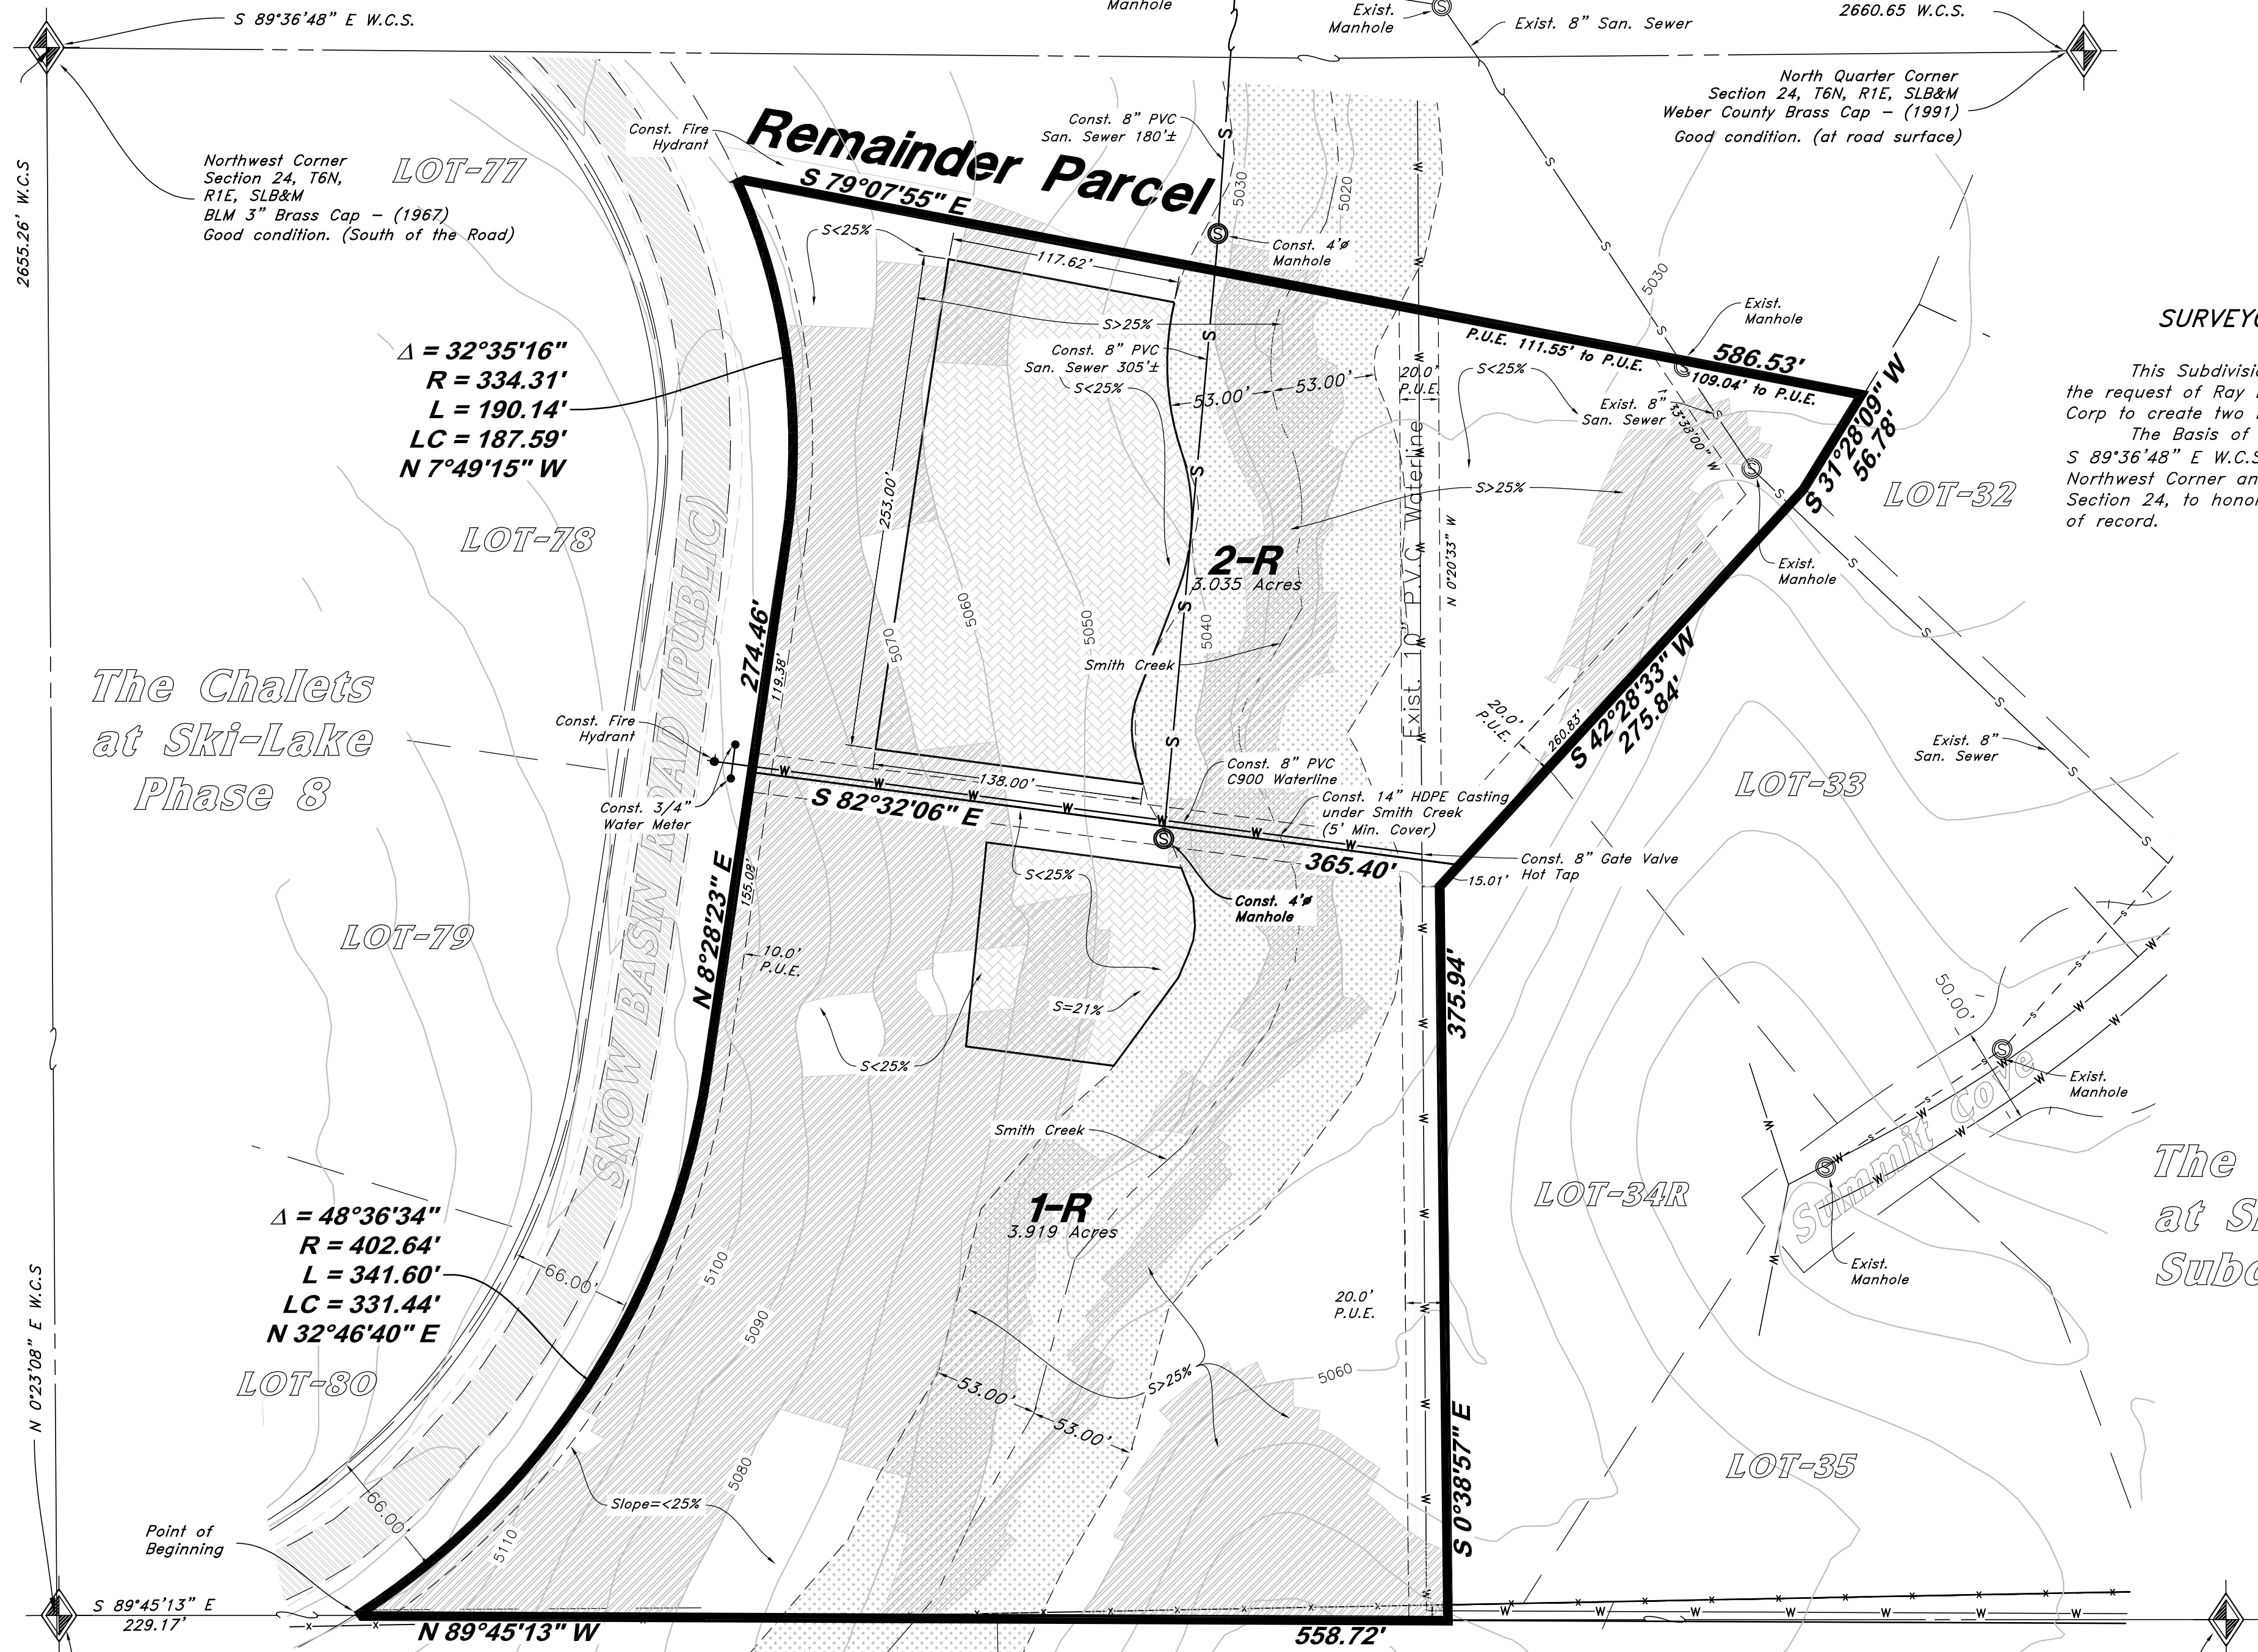 S 89°36'48" E W.C.S.
Manhole
Exist.
Manhole
Exist. 8" San. Sewer
2660.65 W.C.S.
North Quarter Corner
Section 24, T6N, R1E, SLB&M
Weber County Brass Cap - (1991)
Good condition. (at road surface)
2655.26' W.C.S
Northwest Corner
Section 24, T6N,
R1E, SLB&M
BLM 3" Brass Cap - (1967)
Good condition. (South of the Road)
LOT-77
Const. Fire
Hydrant
Remainder Parcel
S 79°07'55" E
Const. 8" PVC
San. Sewer 180'±
5030
5020
S<25%
117.62'
Const. 4'ø
Manhole
5030
Exist.
Manhole
SURVEYO
This Subdivisio
the request of Ray
Corp to create two
The Basis of
S 89°36'48" E W.C.S
Northwest Corner an
Section 24, to honor
of record.
Δ = 32°35'16"
R = 334.31'
L = 190.14'
LC = 187.59'
N 7°49'15" W
S>25%
Const. 8" PVC
San. Sewer 305'±
S<25%
53.00'
53.00'
20.0'
P.U.E.
P.U.E. 111.55' to P.U.E.
586.53'
109.04' to P.U.E.
S<25%
Exist. 8"
San. Sewer
33°38'00" W
S 31°28'09" W
56.78'
LOT-32
253.00'
S>25%
LOT-78
2-R
3.035 Acres
Exist. 10" P.V.C. Waterline
N 0°20'33" W
Exist.
Manhole
5070
5060
5050
5040
Smith Creek
274.46'
119.38'
SNOW BASIN ROAD (PUBLIC)
The Chalets
at Ski-Lake
Phase 8
Const. Fire
Hydrant
Const. 3/4"
Water Meter
138.00'
S 82°32'06" E
Const. 8" PVC
C900 Waterline
Const. 14" HDPE Casting
under Smith Creek
(5' Min. Cover)
365.40'
20.0'
P.U.E.
260.83'
S 42°28'33" W
275.84'
Exist. 8"
San. Sewer
LOT-33
Const. 8" Gate Valve
Hot Tap
15.01'
S<25%
Const. 4'ø
Manhole
155.08'
N 8°28'23" E
10.0'
P.U.E.
LOT-79
S=21%
S<25%
375.94'
50.00'
Summit Cove
Exist.
Manhole
Smith Creek
1-R
3.919 Acres
LOT-34R
Exist.
Manhole
The
at S
Subd
Δ = 48°36'34"
R = 402.64'
L = 341.60'
LC = 331.44'
N 32°46'40" E
66.00'
5100
5090
20.0'
P.U.E.
5060
S>25%
53.00'
53.00'
N 0°23'08" E W.C.S
LOT-80
LOT-35
5080
Slope=<25%
66.00
5110
S 0°38'57" E
Point of
Beginning
S 89°45'13" E
229.17'
N 89°45'13" W
558.72'